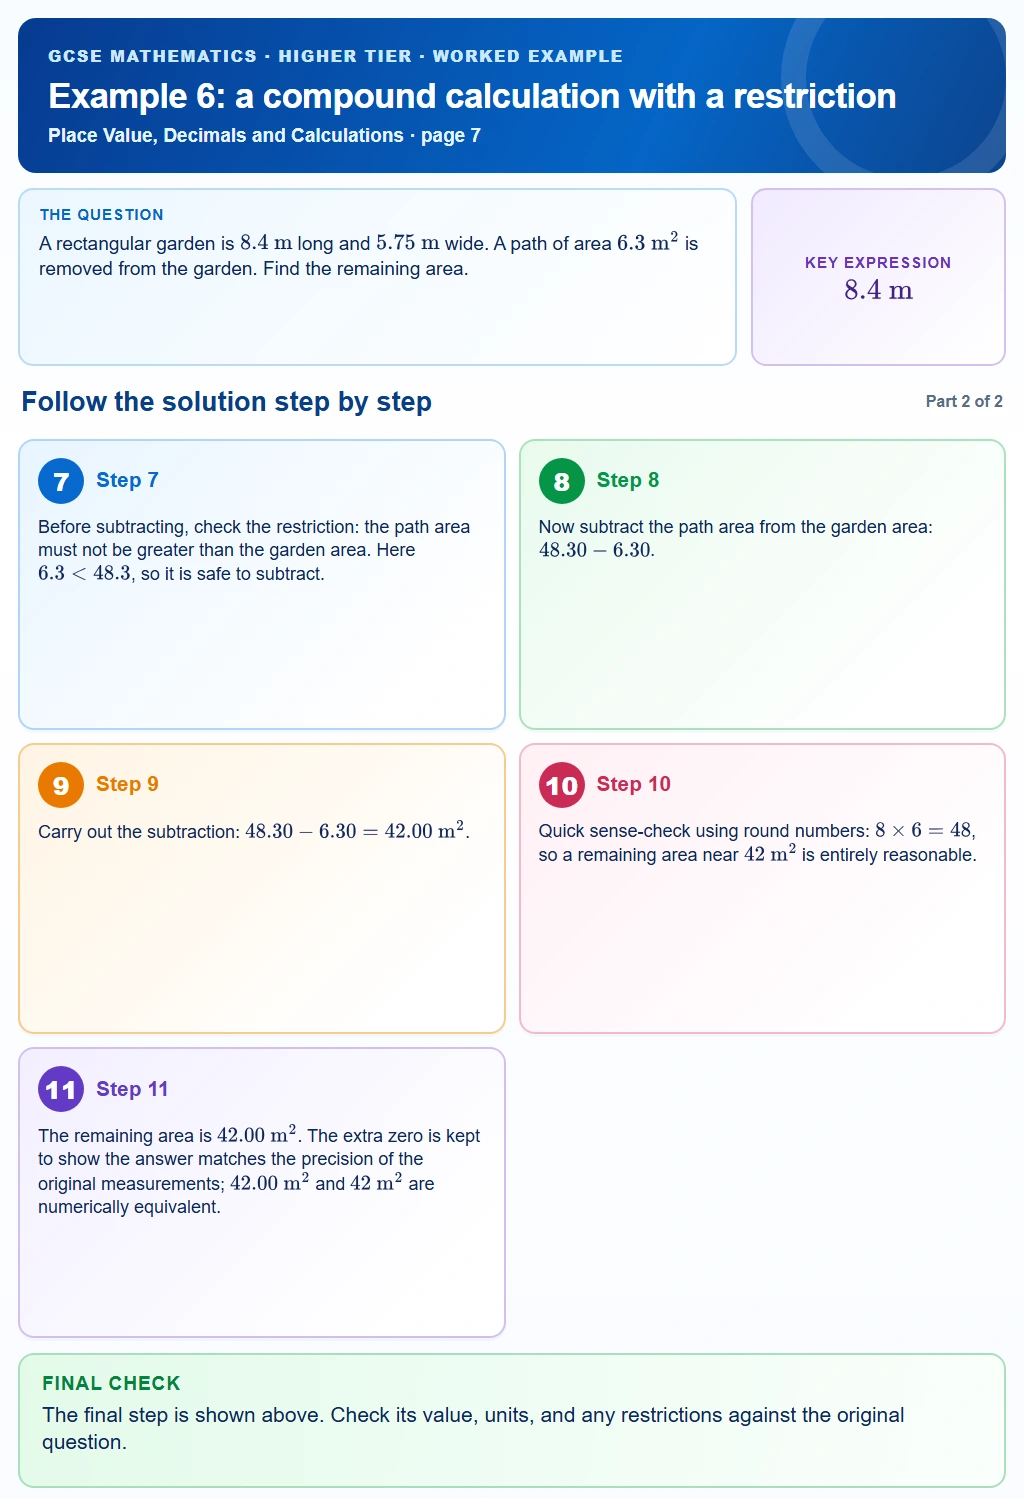 GCSE MATHEMATICS · HIGHER TIER · WORKED EXAMPLE
Example 6: a compound calculation with a restriction
Place Value, Decimals and Calculations · page 7
THE QUESTION
A rectangular garden is 8.4 m long and 5.75 m wide. A path of area 6.3 m² is
removed from the garden. Find the remaining area.
KEY EXPRESSION
8.4 m
Follow the solution step by step
Part 2 of 2
7 Step 7
Before subtracting, check the restriction: the path area
must not be greater than the garden area. Here
6.3 < 48.3, so it is safe to subtract.
8 Step 8
Now subtract the path area from the garden area:
48.30 − 6.30.
9 Step 9
Carry out the subtraction: 48.30 − 6.30 = 42.00 m².
10 Step 10
Quick sense-check using round numbers: 8 × 6 = 48,
so a remaining area near 42 m² is entirely reasonable.
11 Step 11
The remaining area is 42.00 m². The extra zero is kept
to show the answer matches the precision of the
original measurements; 42.00 m² and 42 m² are
numerically equivalent.
FINAL CHECK
The final step is shown above. Check its value, units, and any restrictions against the original
question.